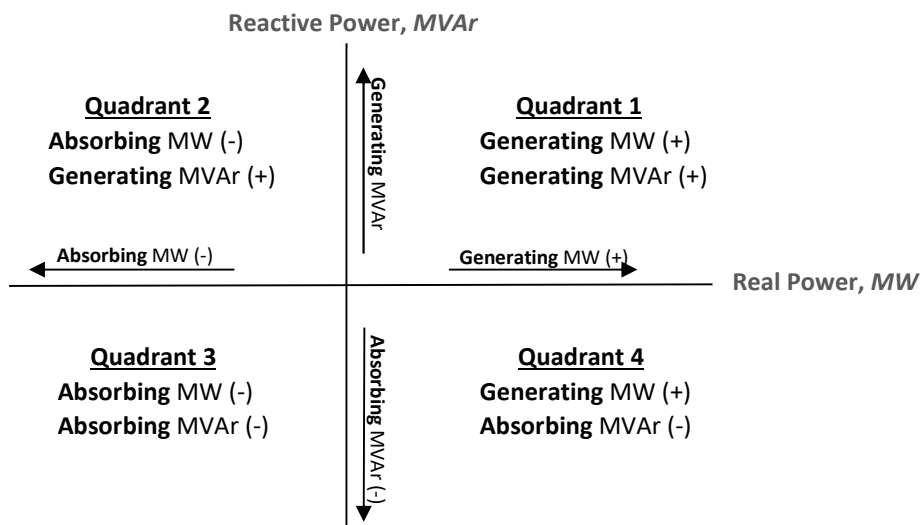 Reactive Power, MVAr
Quadrant 2
Absorbing MW (-)
Generating MVAr (+)
Generating MVAr
Quadrant 1
Generating MW (+)
Generating MVAr (+)
Absorbing MW (-)
Generating MW (+)
Real Power, MW
Quadrant 3
Absorbing MW (-)
Absorbing MVAr (-)
Absorbing MVAr (-)
Quadrant 4
Generating MW (+)
Absorbing MVAr (-)